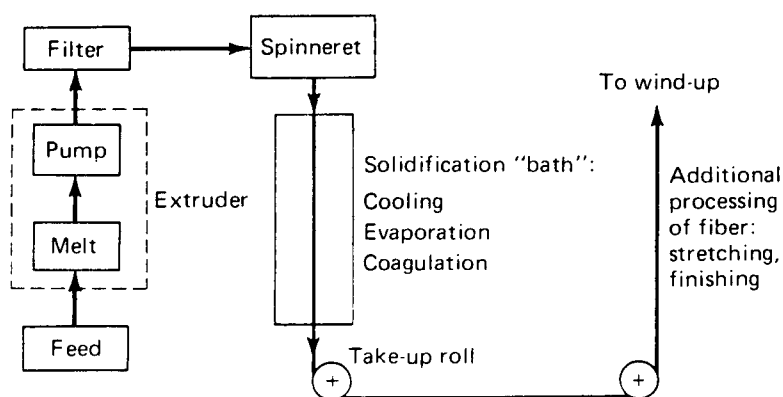 Filter
Spinneret
To wind-up
Pump
Extruder
Melt
Feed
Solidification "bath":
Cooling
Evaporation
Coagulation
Additional
processing
of fiber:
stretching,
finishing
Take-up roll
+
+